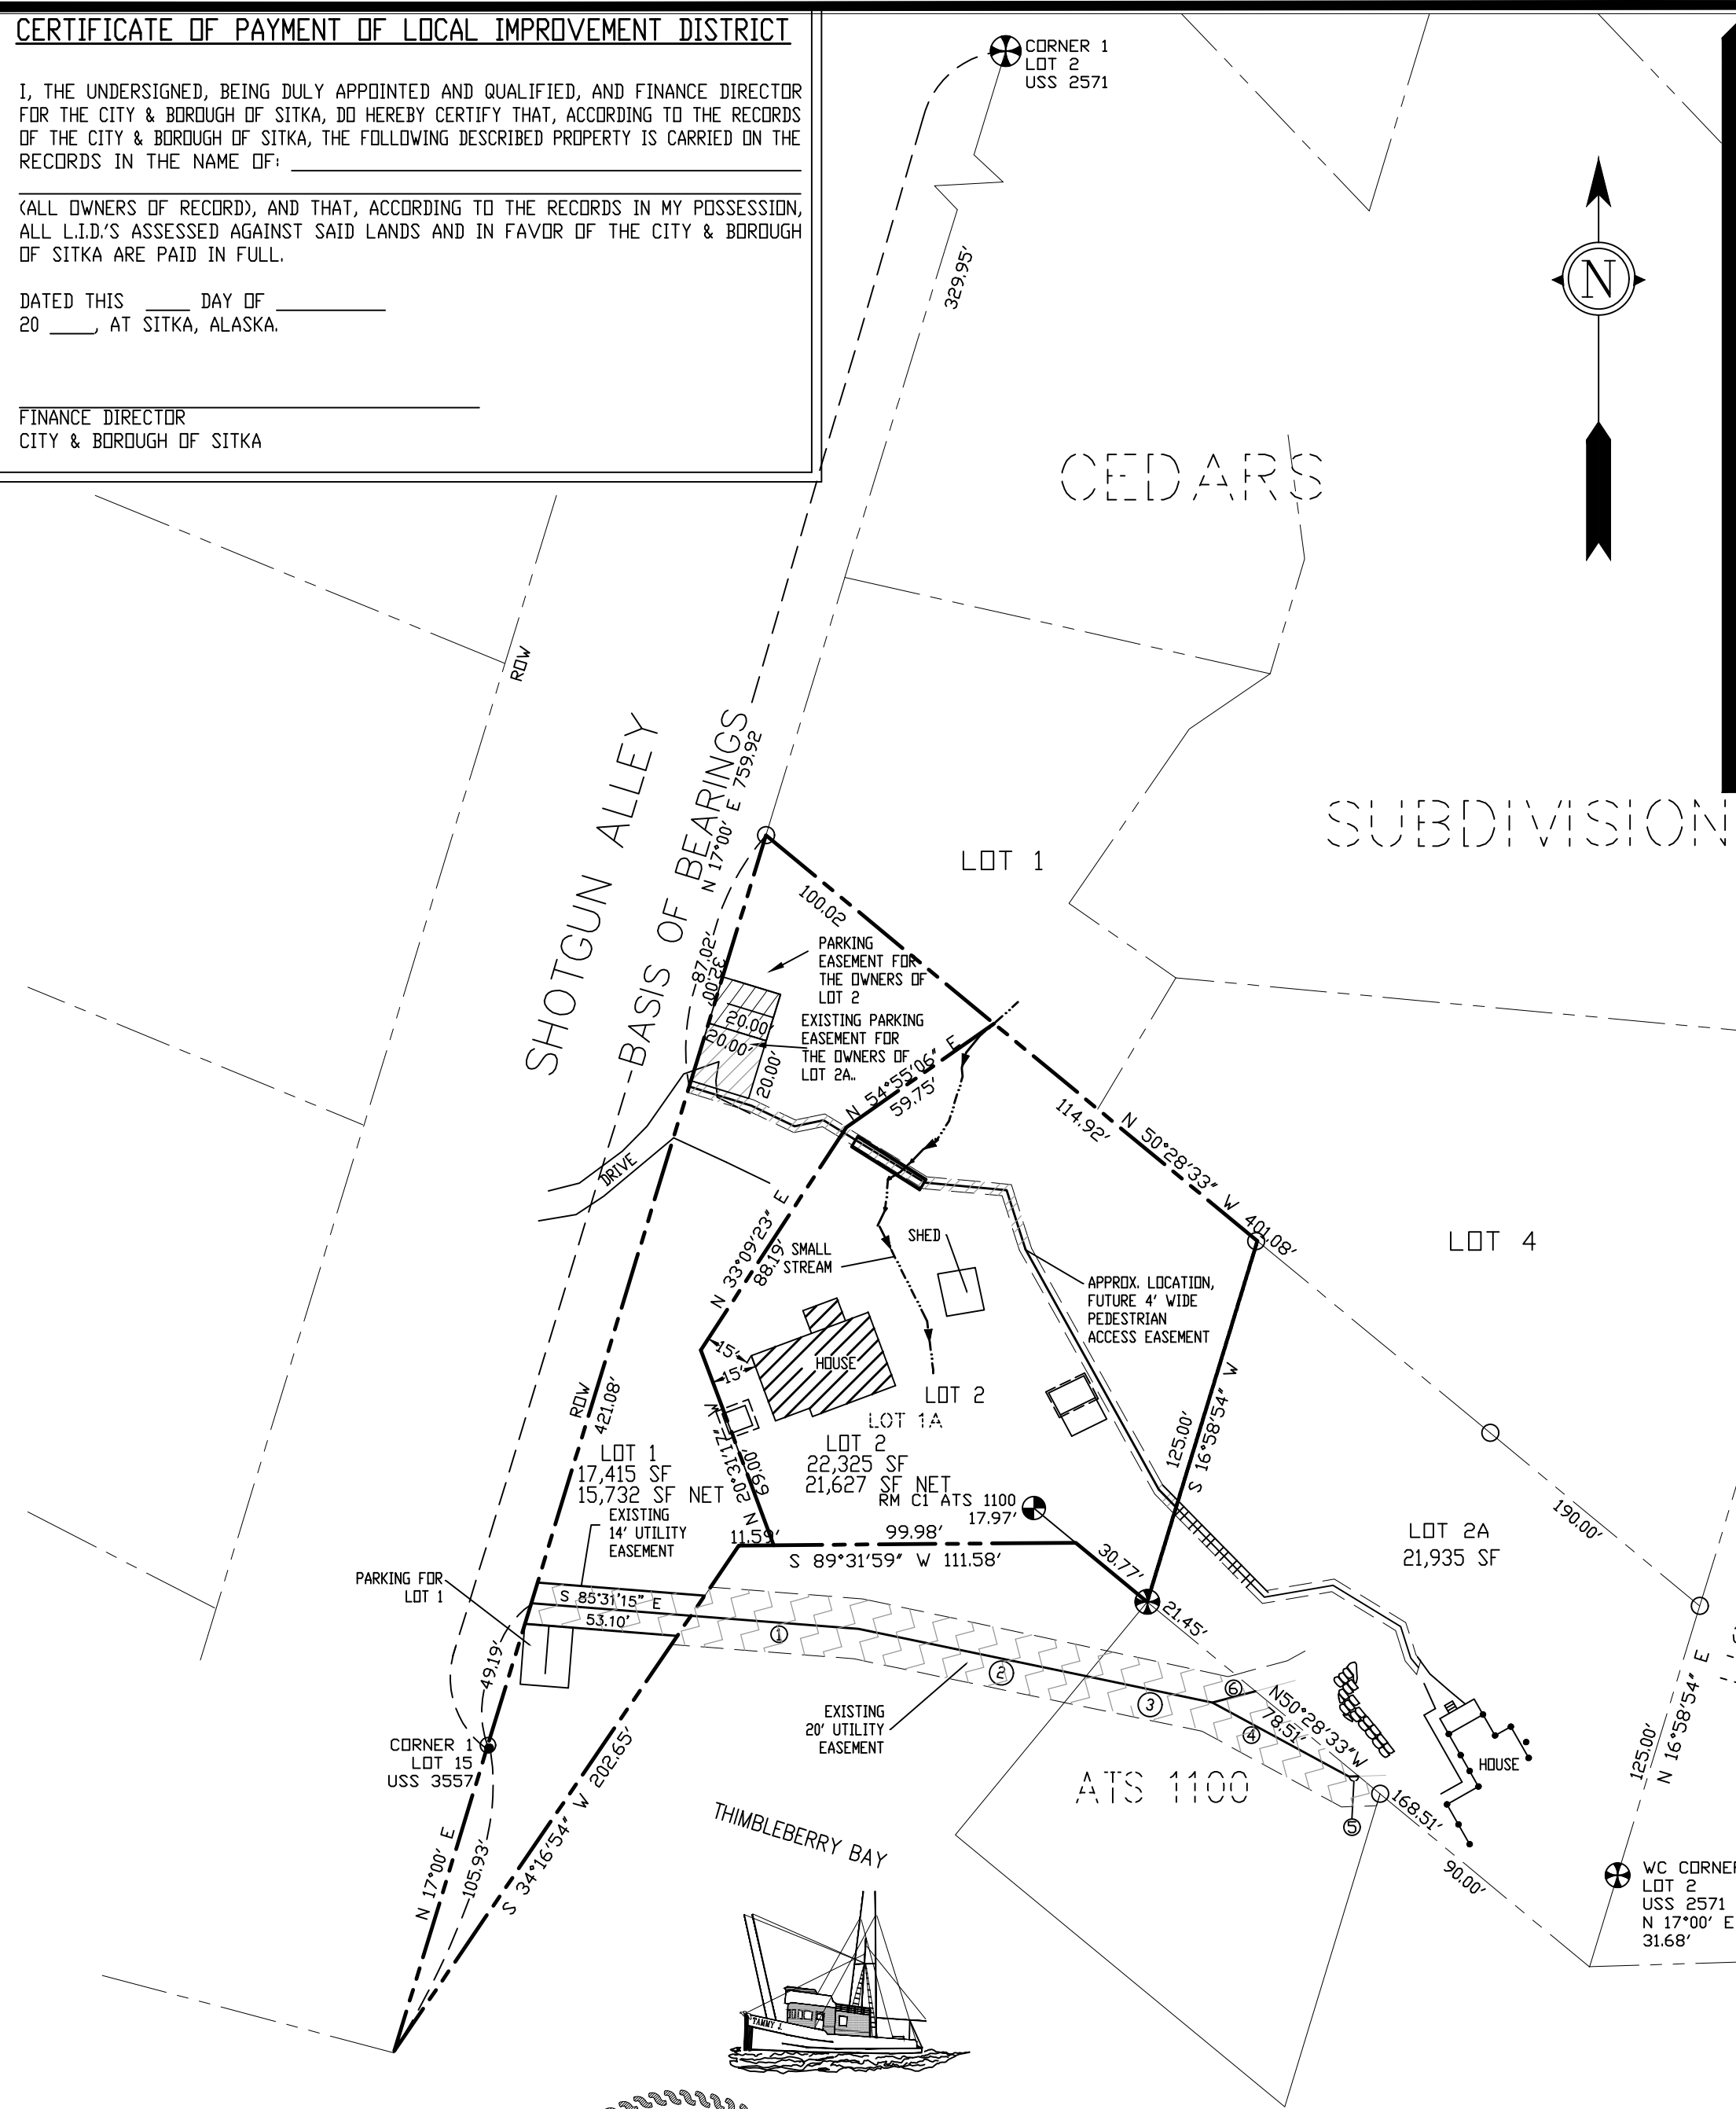 CERTIFICATE OF PAYMENT OF LOCAL IMPROVEMENT DISTRICT
I, THE UNDERSIGNED, BEING DULY APPOINTED AND QUALIFIED, AND FINANCE DIRECTOR
FOR THE CITY & BOROUGH OF SITKA, DO HEREBY CERTIFY THAT, ACCORDING TO THE RECORDS
OF THE CITY & BOROUGH OF SITKA, THE FOLLOWING DESCRIBED PROPERTY IS CARRIED ON THE
RECORDS IN THE NAME OF:
(ALL OWNERS OF RECORD), AND THAT, ACCORDING TO THE RECORDS IN MY POSSESSION,
ALL L.I.D.'S ASSESSED AGAINST SAID LANDS AND IN FAVOR OF THE CITY & BOROUGH
OF SITKA ARE PAID IN FULL.
DATED THIS ____ DAY OF __________
20 ____, AT SITKA, ALASKA.
FINANCE DIRECTOR
CITY & BOROUGH OF SITKA
CORNER 1
LOT 2
USS 2571
329.95'
N
CEDARS
SUBDIVISION
ROW
SHOTGUN ALLEY
BASIS OF BEARINGS
N 17°00' E 759.92
LOT 1
100.02
87.02'
32.00'
PARKING
EASEMENT FOR
THE OWNERS OF
LOT 2
20.00'
20.00'
20.00'
EXISTING PARKING
EASEMENT FOR
THE OWNERS OF
LOT 2A..
N 54°55'06" E
59.75'
114.92'
N 50°28'33" W 401.08'
DRIVE
N 33°09'23" E
88.19'
SMALL
STREAM
SHED
LOT 4
APPROX. LOCATION,
FUTURE 4' WIDE
PEDESTRIAN
ACCESS EASEMENT
15'
15'
HOUSE
ROW
421.08'
LOT 2
LOT 1A
LOT 1
17,415 SF
15,732 SF NET
LOT 2
22,325 SF
21,627 SF NET
N 20°31'17" W
69.00'
125.00'
S 16°58'54" W
RM C1 ATS 1100
17.97'
EXISTING
14' UTILITY
EASEMENT
11.59'
99.98'
S 89°31'59" W 111.58'
30.77'
190.00'
LOT 2A
21,935 SF
PARKING FOR
LOT 1
S 85°31'15" E
53.10'
21.45'
1
2
3
4
5
6
49.19'
EXISTING
20' UTILITY
EASEMENT
N50°28'33"W
78.51'
HOUSE
CORNER 1
LOT 15
USS 3557
S 34°16'54" W 202.65'
ATS 1100
125.00'
N 16°58'54" E
168.51'
90.00'
THIMBLEBERRY BAY
N 17°00' E
105.93'
WC CORNER
LOT 2
USS 2571
N 17°00' E
31.68'
TAMMY J.